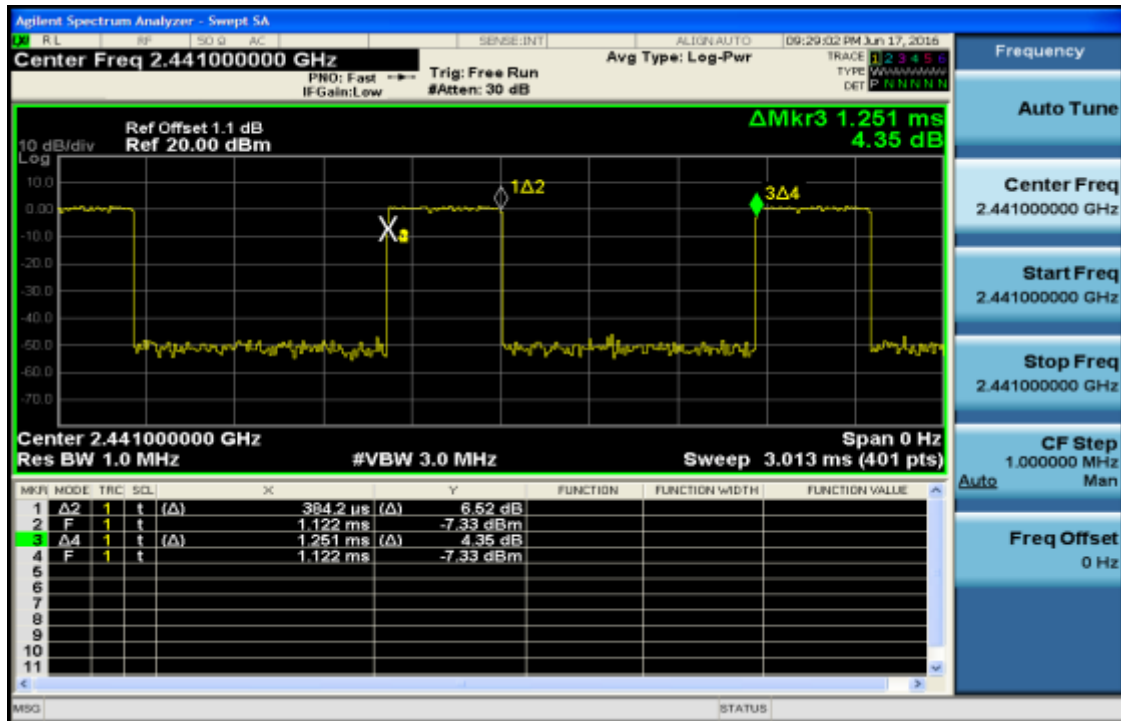 Agilent Spectrum Analyzer - Swept SA
RL RF 50 Ω AC SENSE:INT ALIGN AUTO 09:29:02 PM Jun 17, 2016
Center Freq 2.441000000 GHz
PNO: Fast
IFGain:Low
Trig: Free Run
#Atten: 30 dB
Avg Type: Log-Pwr
TRACE 1 2 3 4 5 6
TYPE
DET P N N N N N
Ref Offset 1.1 dB
Ref 20.00 dBm
10 dB/div
Log
ΔMkr3 1.251 ms
4.35 dB
10.0
0.00
-10.0
-20.0
-30.0
-40.0
-50.0
-60.0
-70.0
1Δ2
3Δ4
X
Center 2.441000000 GHz
Span 0 Hz
Res BW 1.0 MHz
#VBW 3.0 MHz
Sweep 3.013 ms (401 pts)
MKR MODE TRC SCL X Y FUNCTION FUNCTION WIDTH FUNCTION VALUE
1 Δ2 1 t (Δ) 384.2 µs (Δ) 6.52 dB
2 F 1 t 1.122 ms -7.33 dBm
3 Δ4 1 t (Δ) 1.251 ms (Δ) 4.35 dB
4 F 1 t 1.122 ms -7.33 dBm
5
6
7
8
9
10
11
MSG
STATUS
Frequency
Auto Tune
Center Freq
2.441000000 GHz
Start Freq
2.441000000 GHz
Stop Freq
2.441000000 GHz
CF Step
1.000000 MHz
Auto Man
Freq Offset
0 Hz